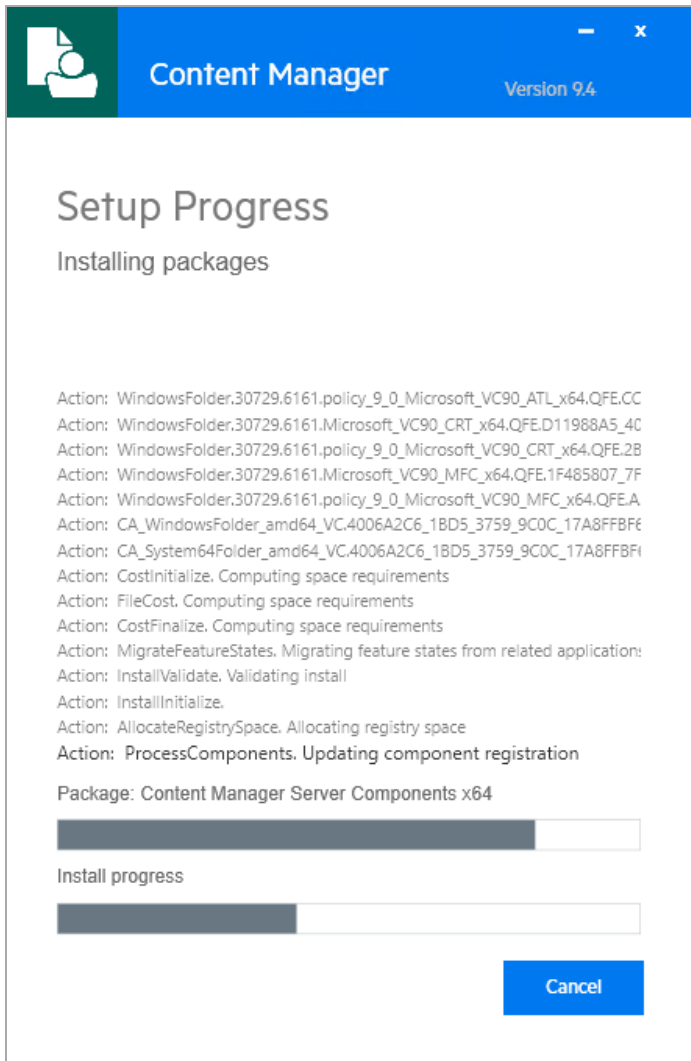 Content Manager
Version 9.4
Setup Progress
Installing packages
Action: WindowsFolder.30729.6161.policy_9_0_Microsoft_VC90_ATL_x64.QFE.CC
Action: WindowsFolder.30729.6161.Microsoft_VC90_CRT_x64.QFE.D11988A5_40
Action: WindowsFolder.30729.6161.policy_9_0_Microsoft_VC90_CRT_x64.QFE.2B
Action: WindowsFolder.30729.6161.Microsoft_VC90_MFC_x64.QFE.1F485807_7F
Action: WindowsFolder.30729.6161.policy_9_0_Microsoft_VC90_MFC_x64.QFE.A
Action: CA_WindowsFolder_amd64_VC.4006A2C6_1BD5_3759_9C0C_17A8FFBF6
Action: CA_System64Folder_amd64_VC.4006A2C6_1BD5_3759_9C0C_17A8FFBF6
Action: CostInitialize. Computing space requirements
Action: FileCost. Computing space requirements
Action: CostFinalize. Computing space requirements
Action: MigrateFeatureStates. Migrating feature states from related applications
Action: InstallValidate. Validating install
Action: InstallInitialize.
Action: AllocateRegistrySpace. Allocating registry space
Action: ProcessComponents. Updating component registration
Package: Content Manager Server Components x64
Install progress
Cancel